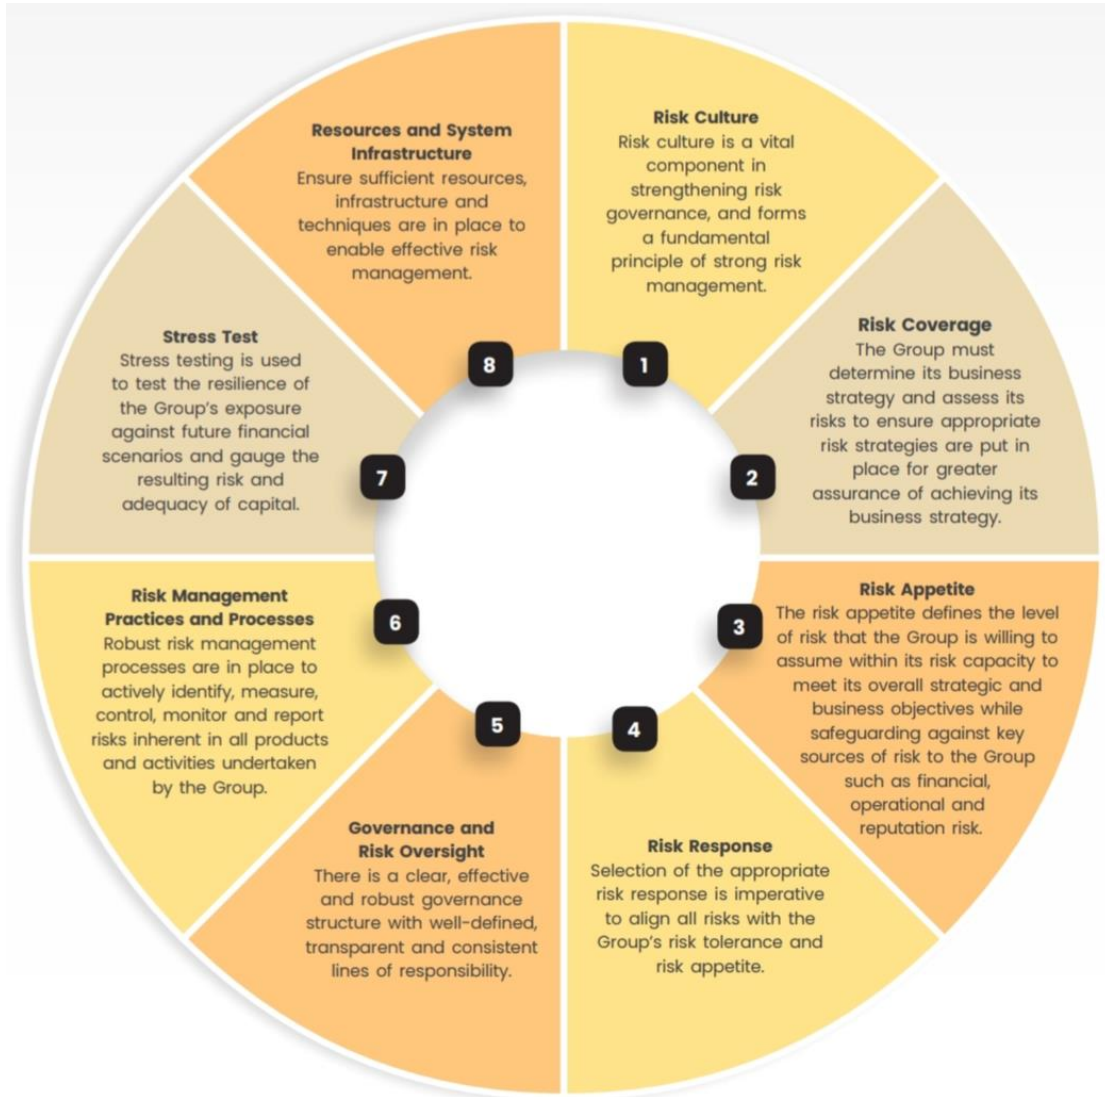 1
Risk Culture
Risk culture is a vital
component in
strengthening risk
governance, and forms
a fundamental
principle of strong risk
management.
2
Risk Coverage
The Group must
determine its business
strategy and assess its
risks to ensure appropriate
risk strategies are put in
place for greater
assurance of achieving its
business strategy.
3
Risk Appetite
The risk appetite defines the level
of risk that the Group is willing to
assume within its risk capacity to
meet its overall strategic and
business objectives while
safeguarding against key
sources of risk to the Group
such as financial,
operational and
reputation risk.
4
Risk Response
Selection of the appropriate
risk response is imperative
to align all risks with the
Group's risk tolerance and
risk appetite.
5
Governance and
Risk Oversight
There is a clear, effective
and robust governance
structure with well-defined,
transparent and consistent
lines of responsibility.
6
Risk Management
Practices and Processes
Robust risk management
processes are in place to
actively identify, measure,
control, monitor and report
risks inherent in all products
and activities undertaken
by the Group.
7
Stress Test
Stress testing is used
to test the resilience of
the Group's exposure
against future financial
scenarios and gauge the
resulting risk and
adequacy of capital.
8
Resources and System
Infrastructure
Ensure sufficient resources,
infrastructure and
techniques are in place to
enable effective risk
management.